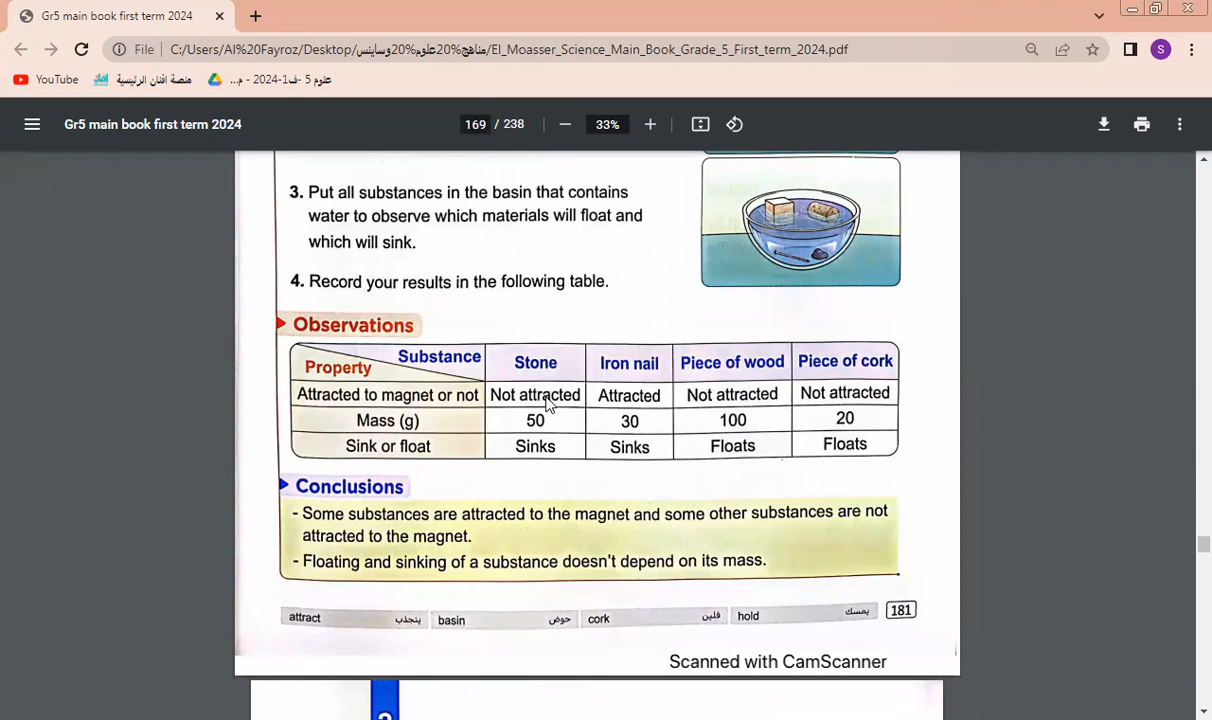 Gr5 main book first term 2024
File
C:/Users/Al%20Fayroz/Desktop/مناهج%20علوم%20وساينس/El_Moasser_Science_Main_Book_Grade_5_First_term_2024.pdf
S
YouTube
منصة افنان الرئيسية
علوم 5 -ف1-2024 - م...
Gr5 main book first term 2024
169 / 238
33%
3. Put all substances in the basin that contains
water to observe which materials will float and
which will sink.
4. Record your results in the following table.
Observations
Substance
Property
Stone
Iron nail
Piece of wood
Piece of cork
Attracted to magnet or not
Not attracted
Attracted
Not attracted
Not attracted
Mass (g)
50
30
100
20
Sink or float
Sinks
Sinks
Floats
Floats
Conclusions
- Some substances are attracted to the magnet and some other substances are not
attracted to the magnet.
- Floating and sinking of a substance doesn't depend on its mass.
attract
ينجذب
basin
حوض
cork
فلين
hold
يمسك
181
Scanned with CamScanner